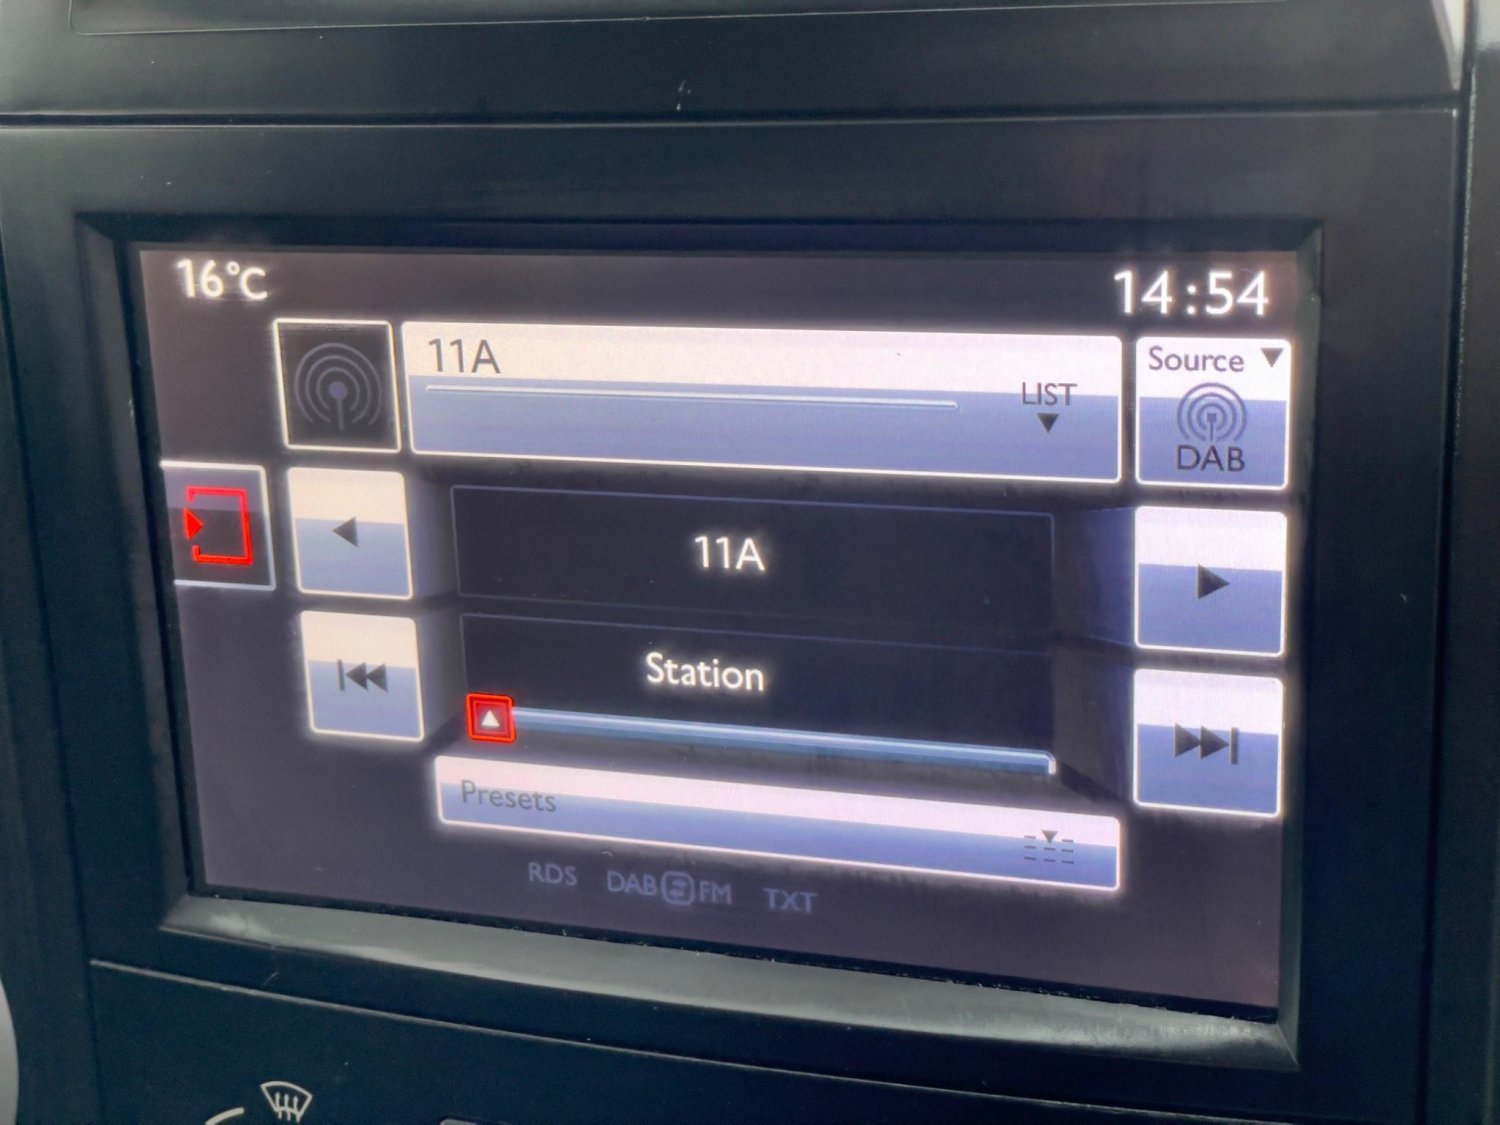 16°C
14:54
11A
LIST
Source
DAB
11A
Station
Presets
RDS DAB FM TXT